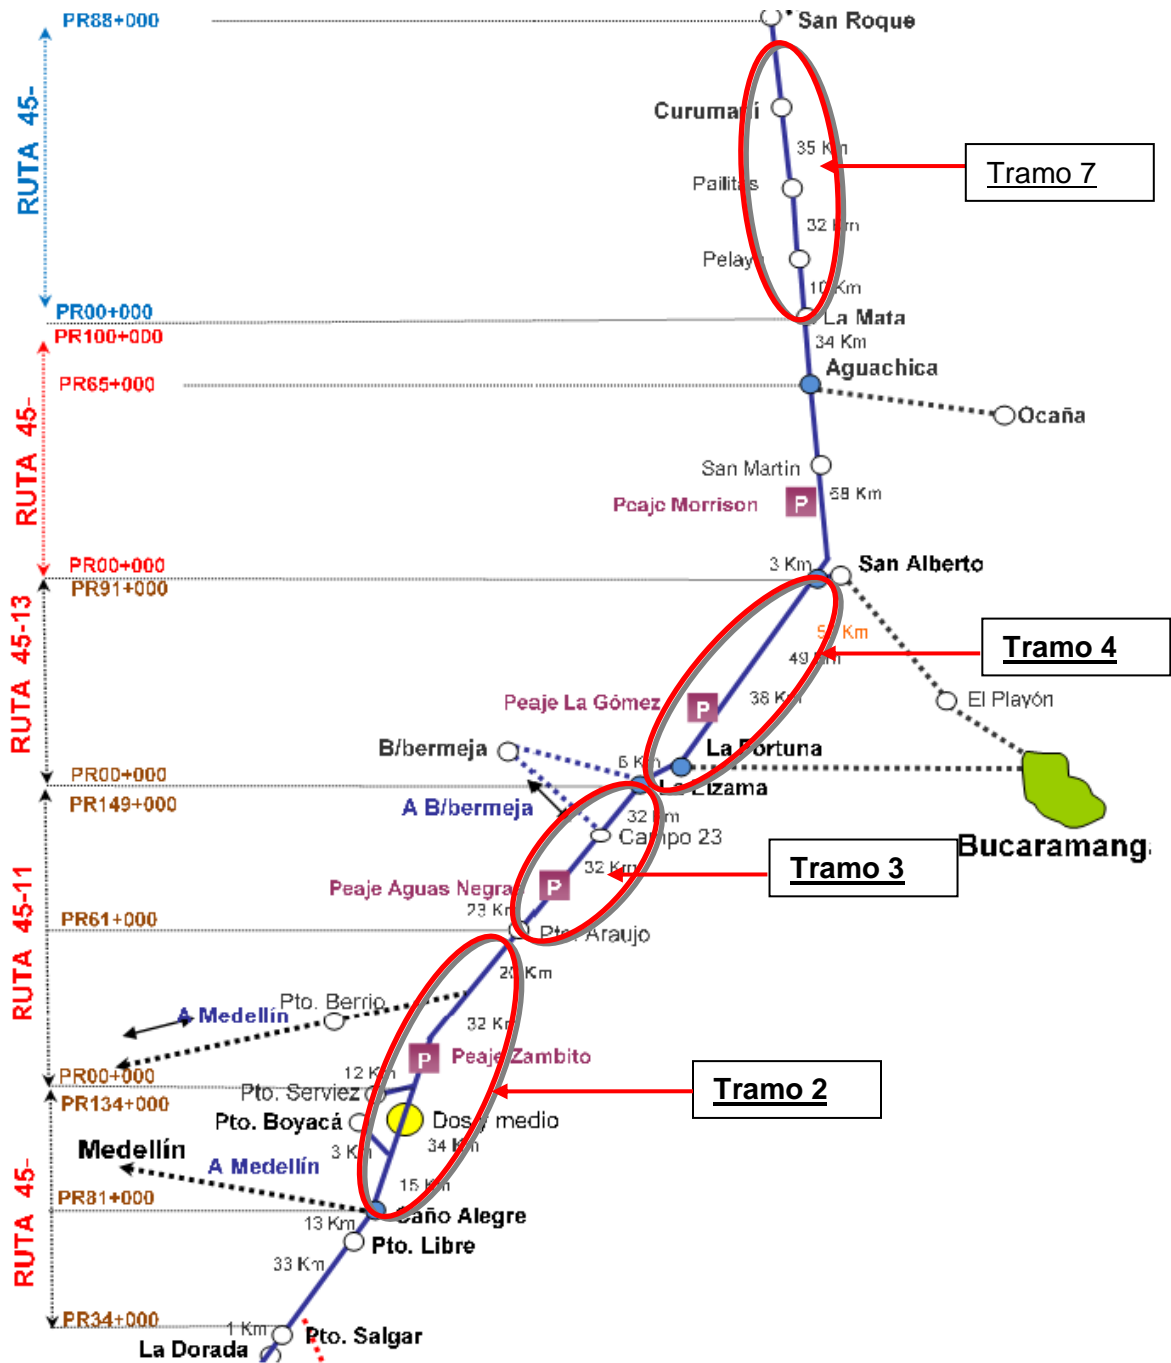 PR88+000
San Roque
RUTA 45-
Curumaní
35 Km
Tramo 7
Pailitas
32 Km
Pelaya
10 Km
PR00+000
La Mata
PR100+000
34 Km
PR65+000
Aguachica
Ocaña
RUTA 45-
San Martin
Peaje Morrison
P
58 Km
PR00+000
3 Km
San Alberto
PR91+000
RUTA 45-13
Km
Tramo 4
49 Km
Peaje La Gómez
P
38 Km
El Playón
B/bermeja
La Fortuna
PR00+000
6 Km
La Lizama
PR149+000
A B/bermeja
32 Km
Campo 23
Bucaramang
RUTA 45-11
32 Km
Tramo 3
Peaje Aguas Negras
P
23 Km
PR61+000
Pto. Araujo
20 Km
Pto. Berrio
A Medellín
32 Km
P
Peaje Zambito
PR00+000
12 Km
Pto. Serviez
Tramo 2
PR134+000
Pto. Boyacá
Dos y medio
Medellín
3 Km
34 Km
A Medellín
RUTA 45-
15 Km
PR81+000
Caño Alegre
13 Km
Pto. Libre
33 Km
PR34+000
1 Km
Pto. Salgar
La Dorada